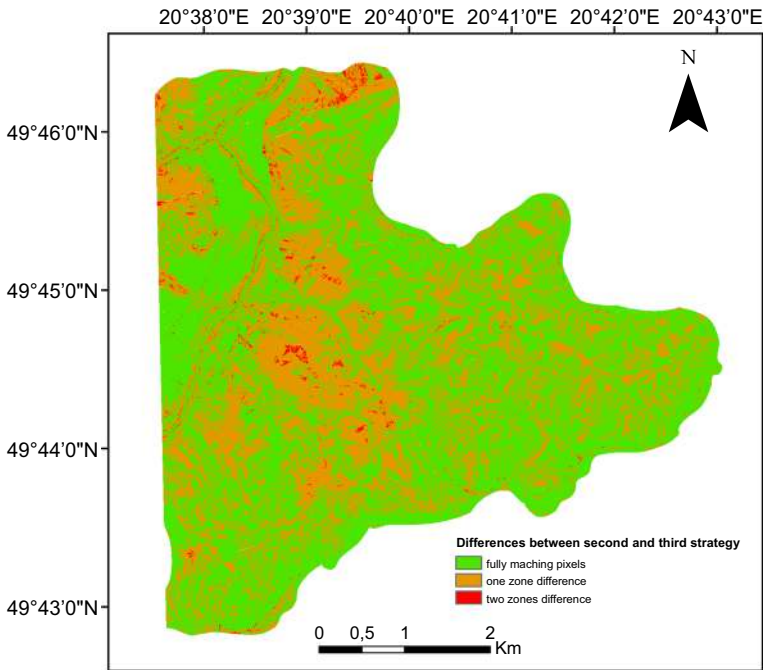 20°38'0"E 20°39'0"E 20°40'0"E 20°41'0"E 20°42'0"E 20°43'0"E
N
49°46'0"N
49°45'0"N
49°44'0"N
49°43'0"N
Differences between second and third strategy
fully maching pixels
one zone difference
two zones difference
0 0,5 1 2
Km